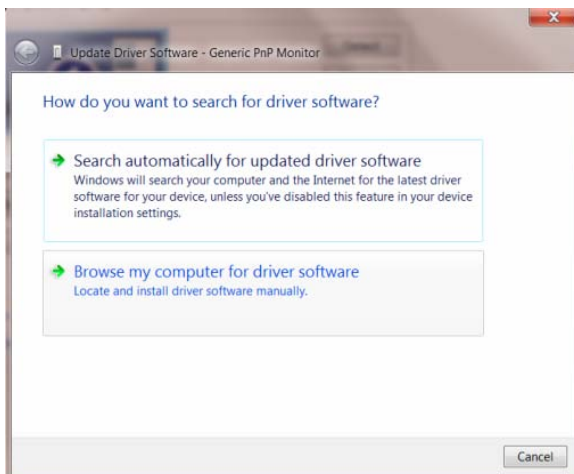 Update Driver Software - Generic PnP Monitor
How do you want to search for driver software?
Search automatically for updated driver software
Windows will search your computer and the Internet for the latest driver
software for your device, unless you've disabled this feature in your device
installation settings.
Browse my computer for driver software
Locate and install driver software manually.
Cancel